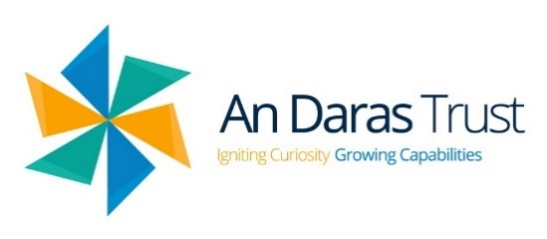 An Daras Trust
Igniting Curiosity Growing Capabilities